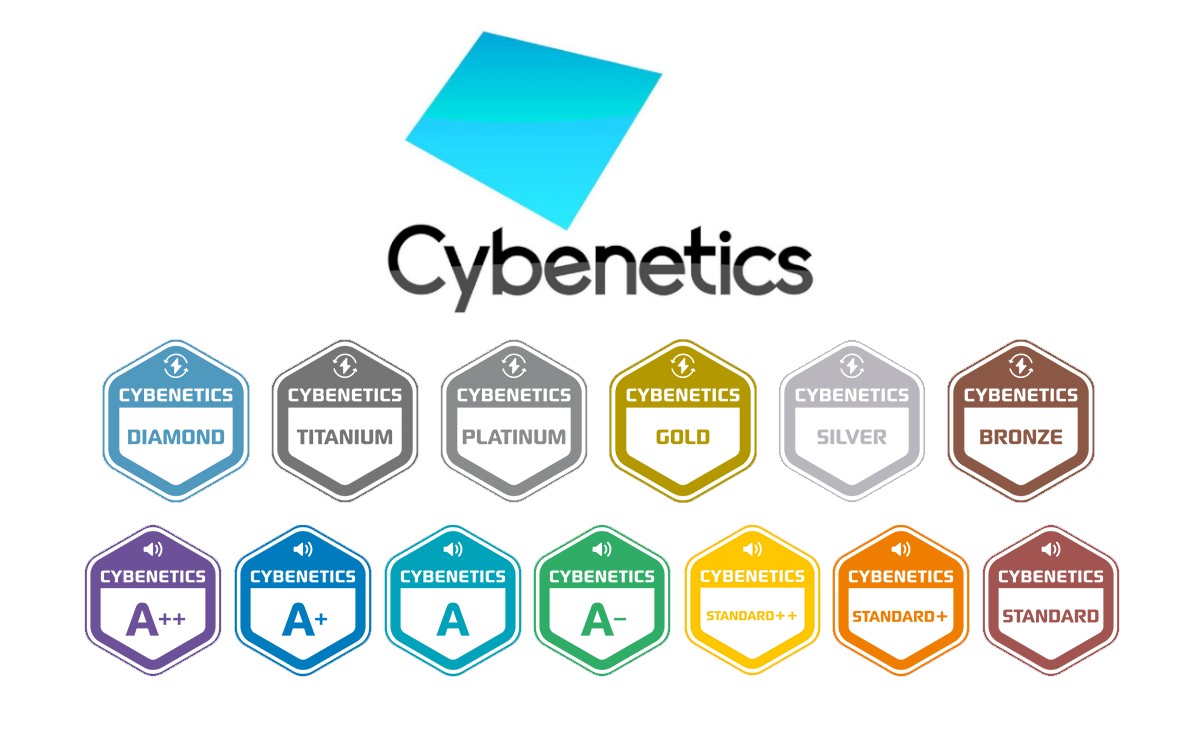 Cybenetics
CYBENETICS
DIAMOND
CYBENETICS
TITANIUM
CYBENETICS
PLATINUM
CYBENETICS
GOLD
CYBENETICS
SILVER
CYBENETICS
BRONZE
CYBENETICS
A++
CYBENETICS
A+
CYBENETICS
A
CYBENETICS
A-
CYBENETICS
STANDARD++
CYBENETICS
STANDARD+
CYBENETICS
STANDARD